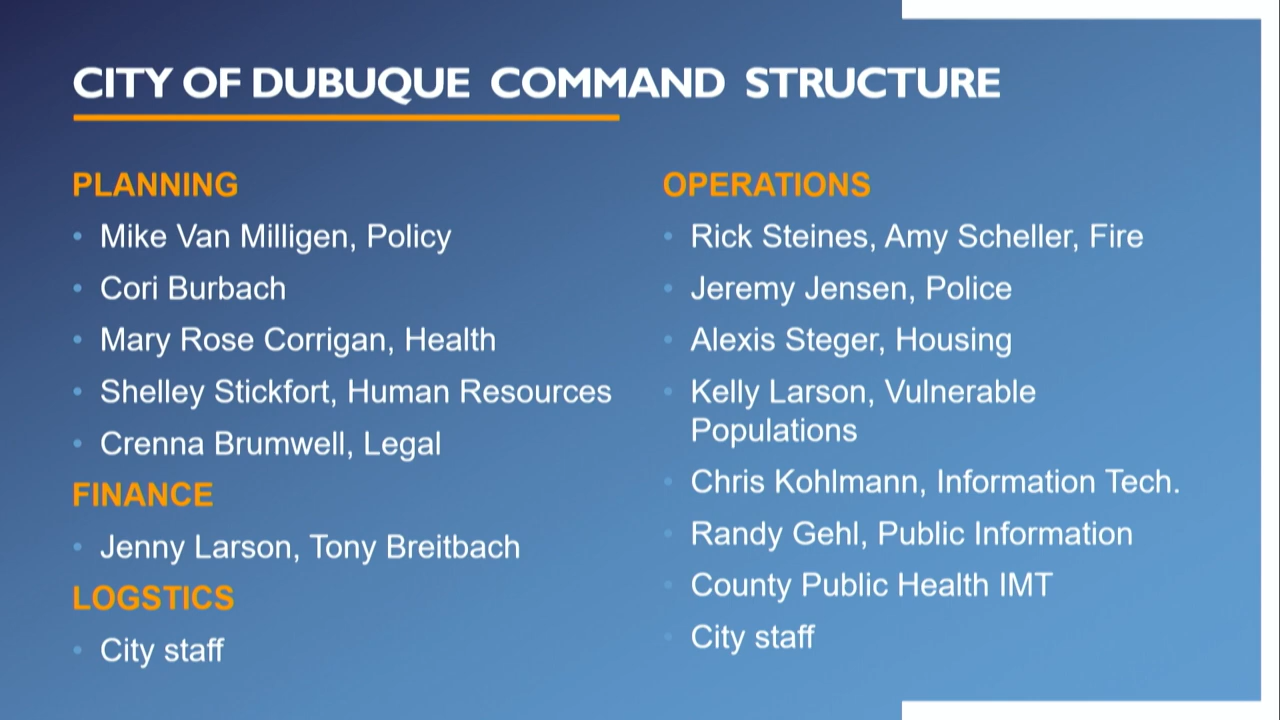 CITY OF DUBUQUE COMMAND STRUCTURE
PLANNING
• Mike Van Milligen, Policy
• Cori Burbach
• Mary Rose Corrigan, Health
• Shelley Stickfort, Human Resources
• Crenna Brumwell, Legal
FINANCE
• Jenny Larson, Tony Breitbach
LOGSTICS
• City staff
OPERATIONS
• Rick Steines, Amy Scheller, Fire
• Jeremy Jensen, Police
• Alexis Steger, Housing
• Kelly Larson, Vulnerable
Populations
• Chris Kohlmann, Information Tech.
• Randy Gehl, Public Information
• County Public Health IMT
• City staff